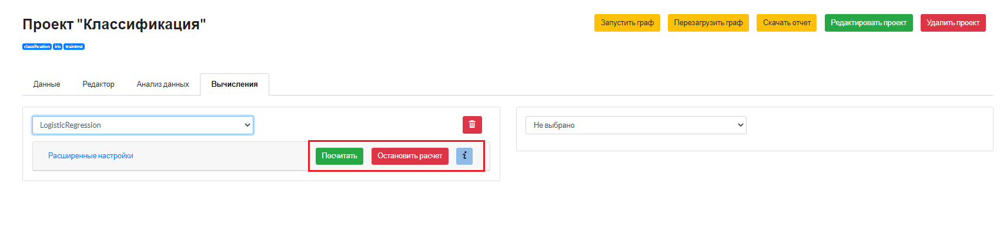 Проект "Классификация"
Запустить граф Перезагрузить граф Скачать отчет Редактировать проект Удалить проект
classification iris traintest
Данные Редактор Анализ данных Вычисления
LogisticRegression
Не выбрано
Расширенные настройки Посчитать Остановить расчет i